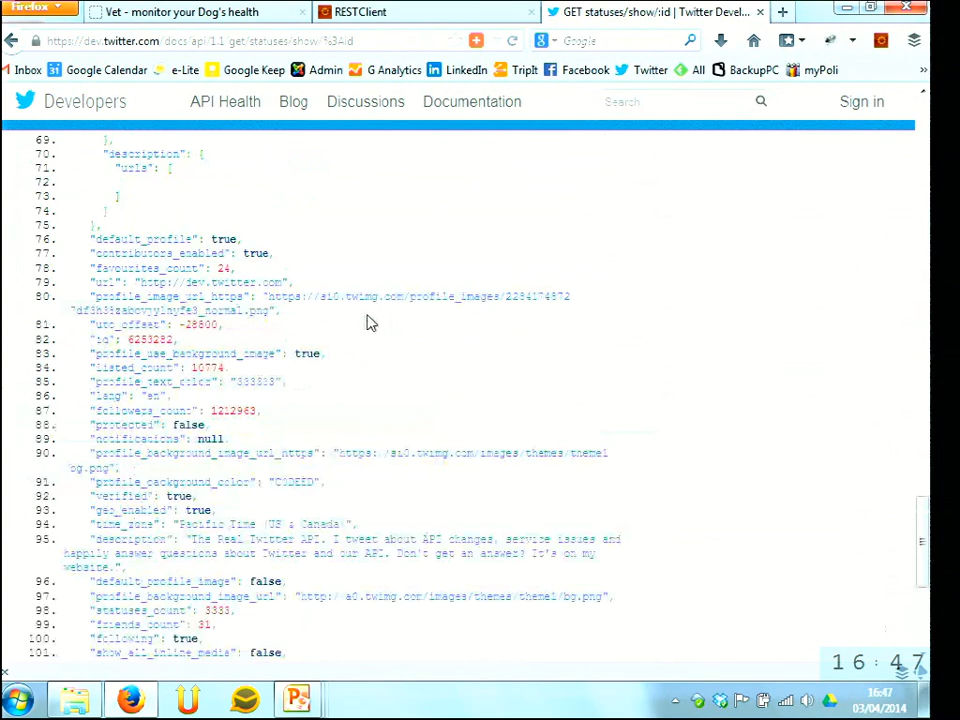 Firefox
Vet - monitor your Dog's health
RESTClient
GET statuses/show/:id | Twitter Devel...
https://dev.twitter.com/docs/api/1.1/get/statuses/show/%3Aid
Google
Inbox
Google Calendar
e-Lite
Google Keep
Admin
G Analytics
LinkedIn
TripIt
Facebook
Twitter
All
BackupPC
myPoli
Developers
API Health
Blog
Discussions
Documentation
Search
Sign in
69. },
70. "description": {
71. "urls": [
72.
73. ]
74. }
75. },
76. "default_profile": true,
77. "contributors_enabled": true,
78. "favourites_count": 24,
79. "url": "http://dev.twitter.com",
80. "profile_image_url_https": "https://si0.twimg.com/profile_images/2284174872
81. "utc_offset": -28800,
82. "id": 6253282,
83. "profile_use_background_image": true,
84. "listed_count": 10774,
85. "profile_text_color": "333333",
86. "lang": "en",
87. "followers_count": 1212963,
88. "protected": false,
89. "notifications": null,
90. "profile_background_image_url_https": "https://si0.twimg.com/images/themes/theme1
/bg.png",
91. "profile_background_color": "C0DEED",
92. "verified": true,
93. "geo_enabled": true,
94. "time_zone": "Pacific Time (US & Canada)",
95. "description": "The Real Twitter API. I tweet about API changes, service issues and
happily answer questions about Twitter and our API. Don't get an answer? It's on my
website.",
96. "default_profile_image": false,
97. "profile_background_image_url": "http://a0.twimg.com/images/themes/theme1/bg.png",
98. "statuses_count": 3333,
99. "friends_count": 31,
100. "following": true,
101. "show_all_inline_media": false,
16:47
16:47
03/04/2014